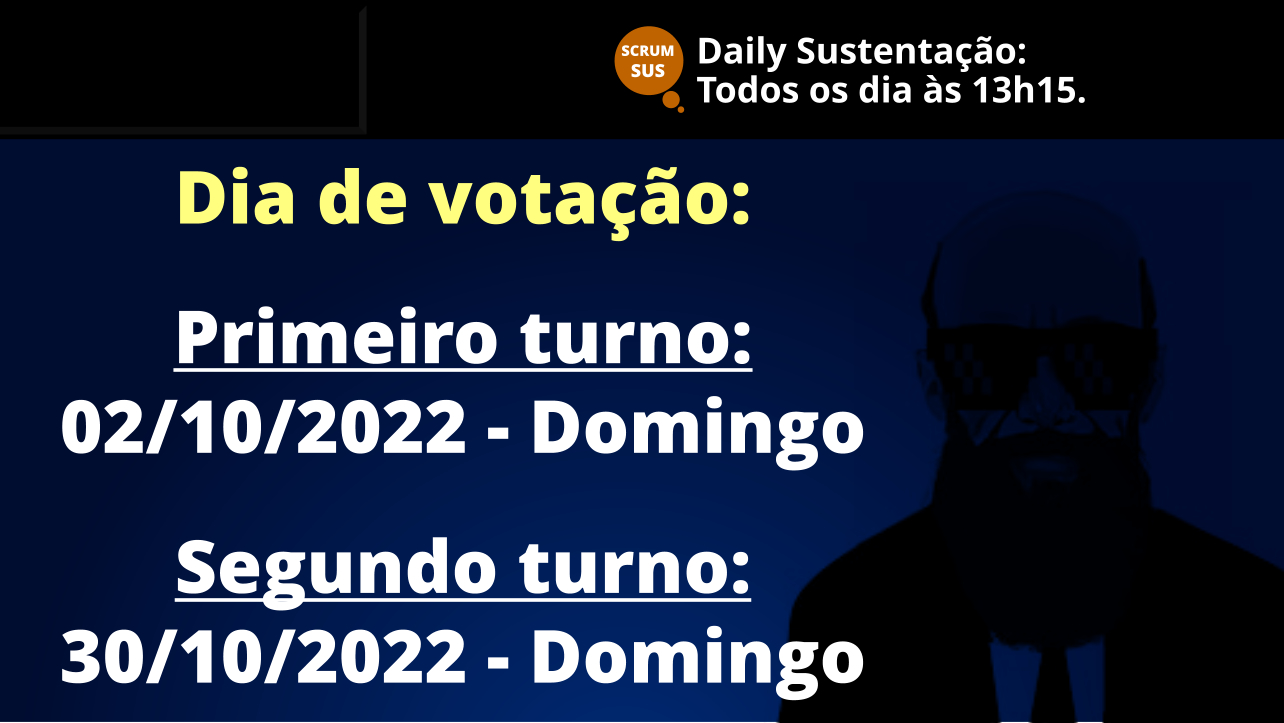 SCRUM
SUS
Daily Sustentação:
Todos os dia às 13h15.
Dia de votação:
Primeiro turno:
02/10/2022 - Domingo
Segundo turno:
30/10/2022 - Domingo